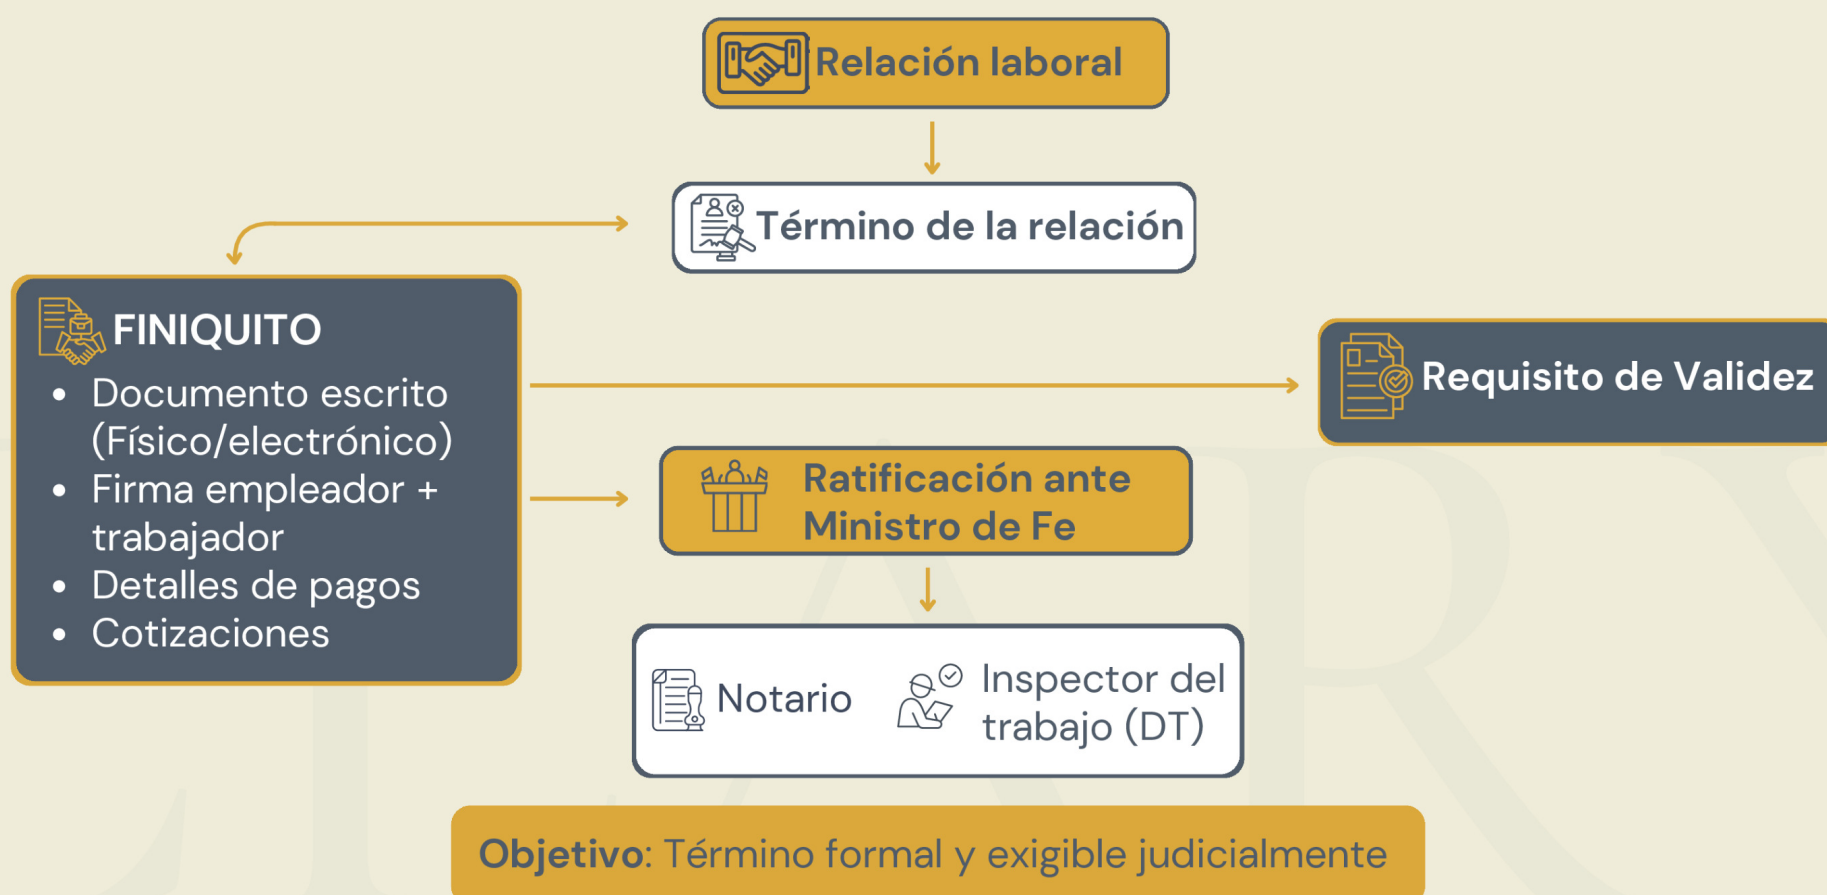 Relación laboral
Término de la relación
FINIQUITO
• Documento escrito
(Físico/electrónico)
• Firma empleador +
trabajador
• Detalles de pagos
• Cotizaciones
Requisito de Validez
Ratificación ante
Ministro de Fe
Notario
Inspector del
trabajo (DT)
Objetivo: Término formal y exigible judicialmente